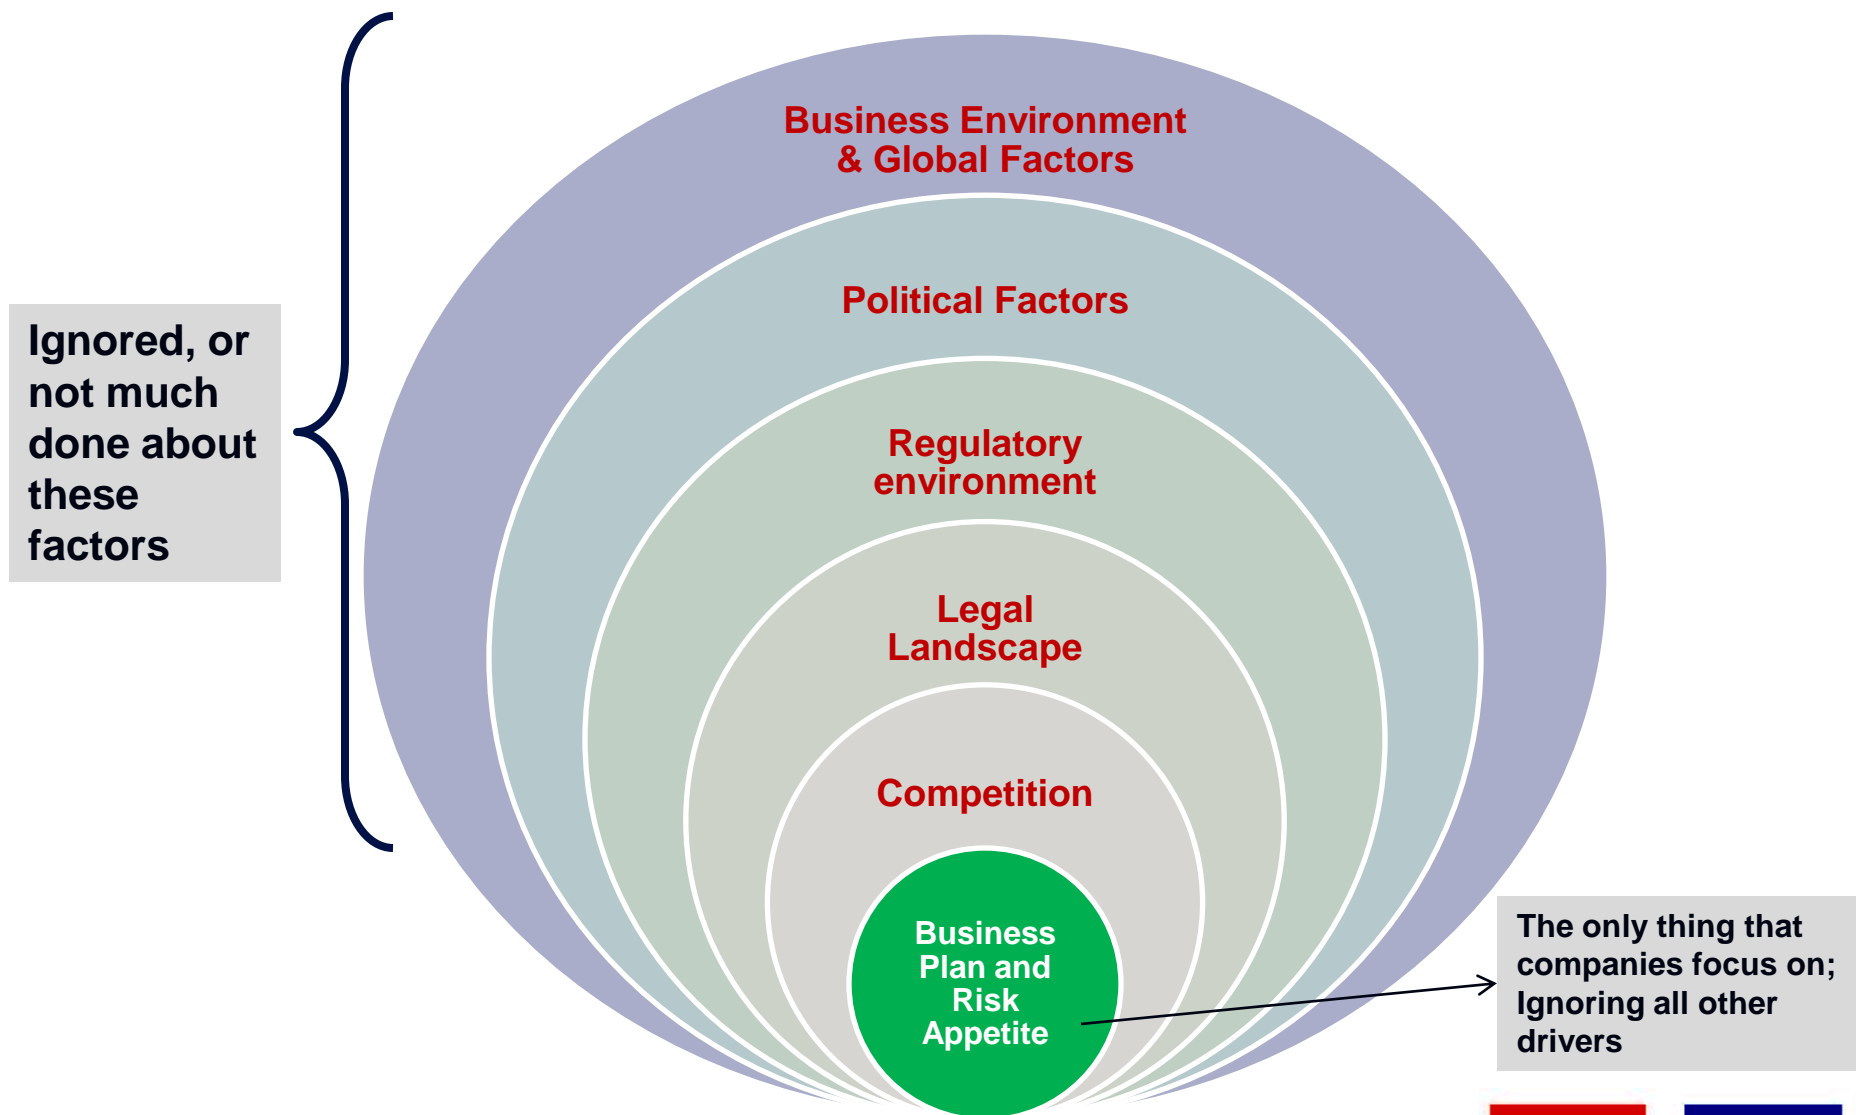 Business Environment
& Global Factors
Political Factors
Ignored, or
not much
done about
these
factors
Regulatory
environment
Legal
Landscape
Competition
Business
Plan and
Risk
Appetite
The only thing that
companies focus on;
Ignoring all other
drivers